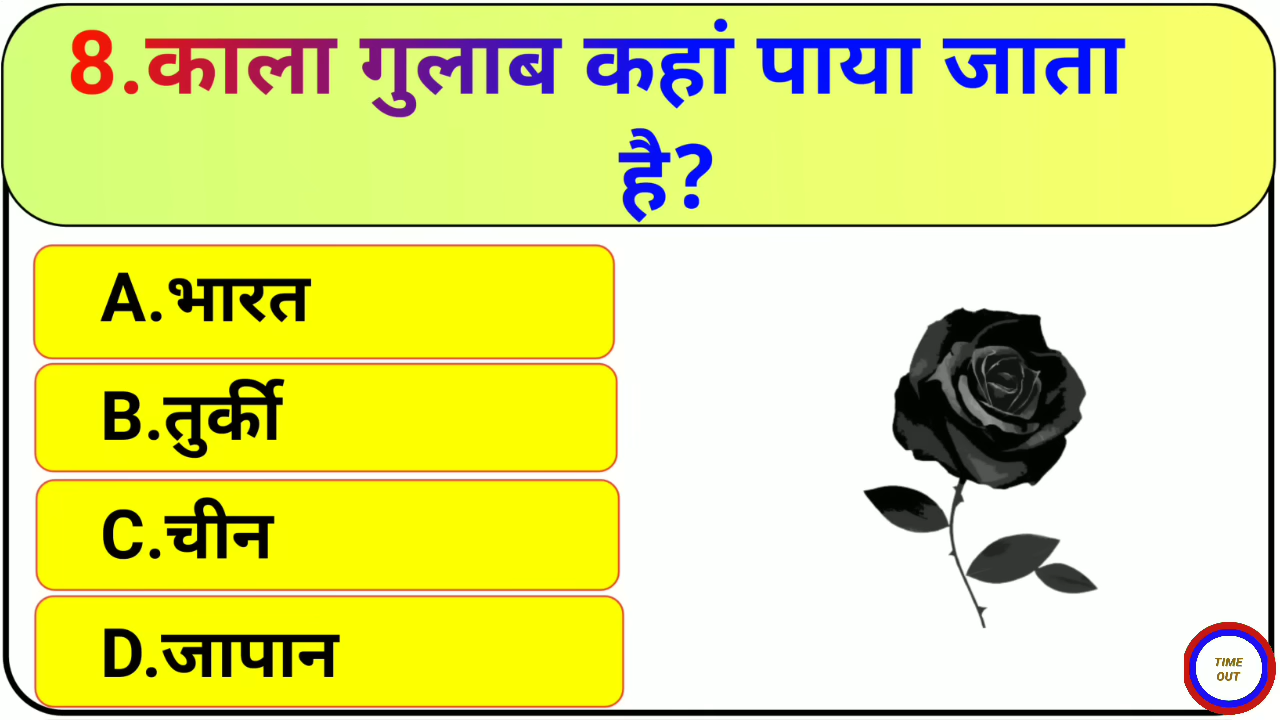 8.काला गुलाब कहां पाया जाता
है?
A.भारत
B.तुर्की
C.चीन
D.जापान
TIME
OUT